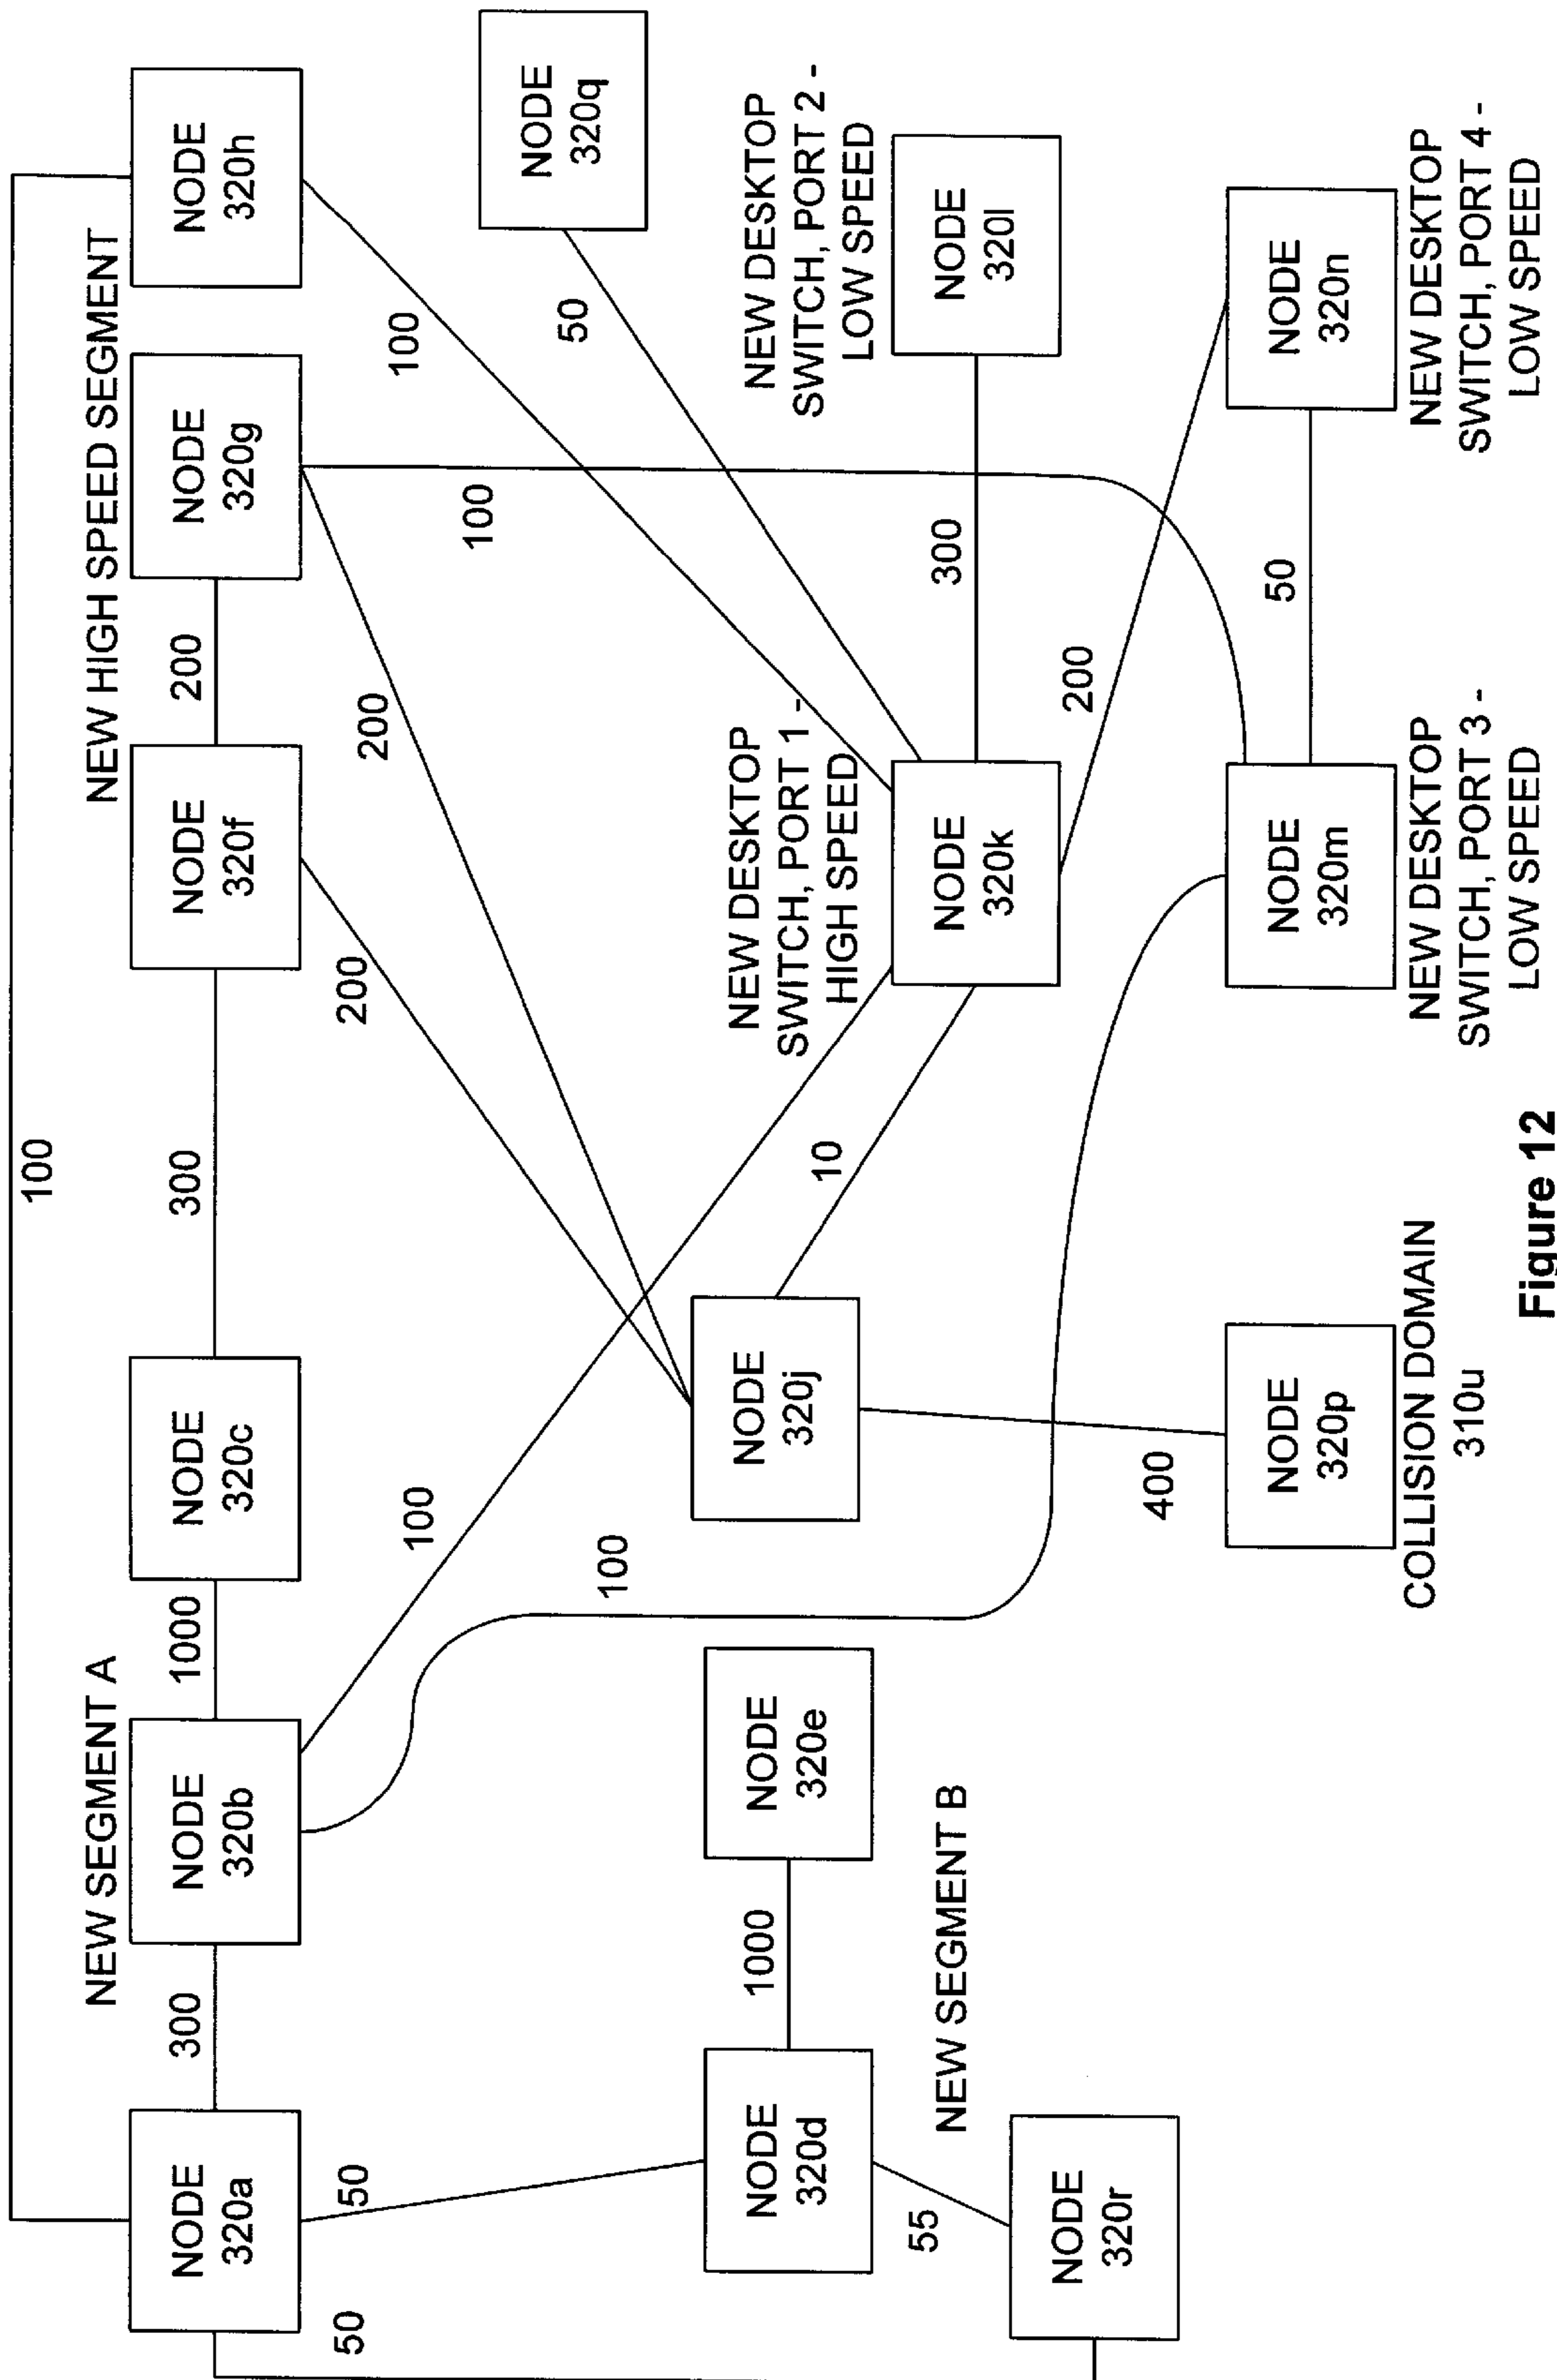 100
NEW SEGMENT A
NEW HIGH SPEED SEGMENT
NODE
320a
300
NODE
320b
1000
NODE
320c
300
NODE
320f
200
NODE
320g
NODE
320h
50
50
100
100
200
200
100
100
50
NODE
320q
NODE
320d
1000
NODE
320e
NEW SEGMENT B
55
NODE
320r
NODE
320j
10
400
NODE
320p
COLLISION DOMAIN
310u
NEW DESKTOP
SWITCH, PORT 1 -
HIGH SPEED
NODE
320k
300
NEW DESKTOP
SWITCH, PORT 2 -
LOW SPEED
NODE
320l
200
NODE
320m
50
NODE
320n
NEW DESKTOP
SWITCH, PORT 3 -
LOW SPEED
NEW DESKTOP
SWITCH, PORT 4 -
LOW SPEED
Figure 12